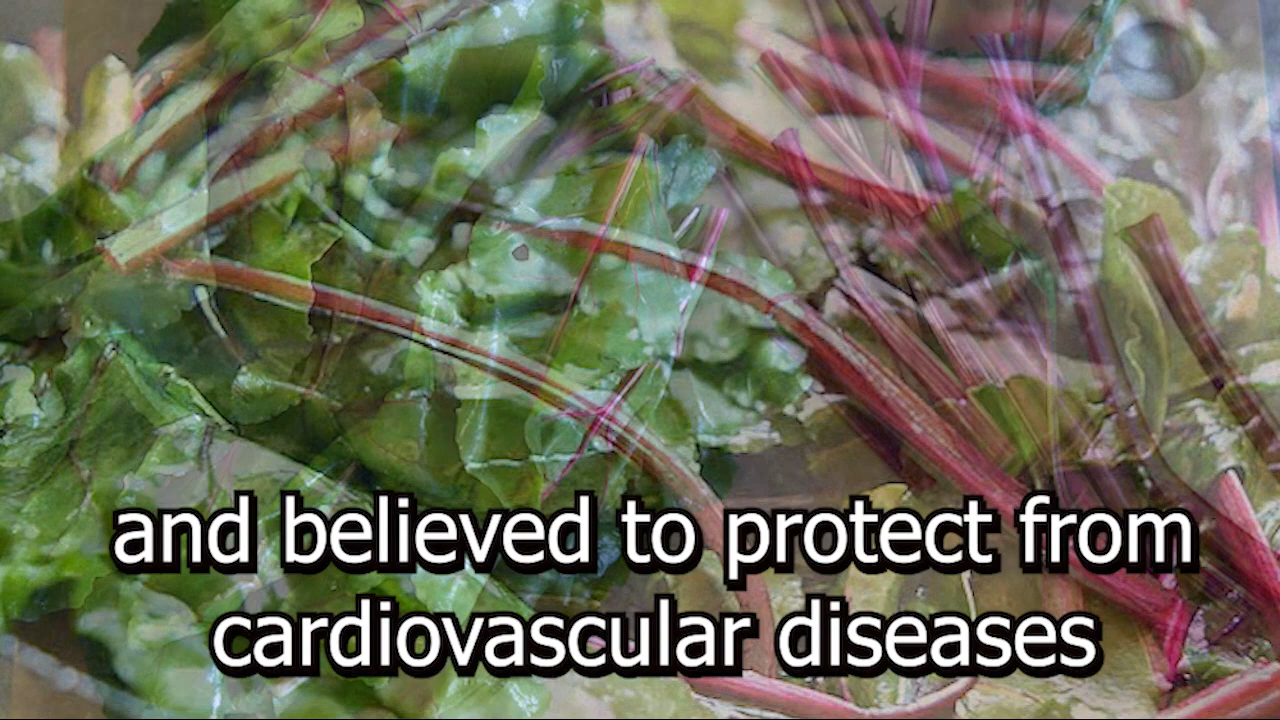 and believed to protect from
cardiovascular diseases